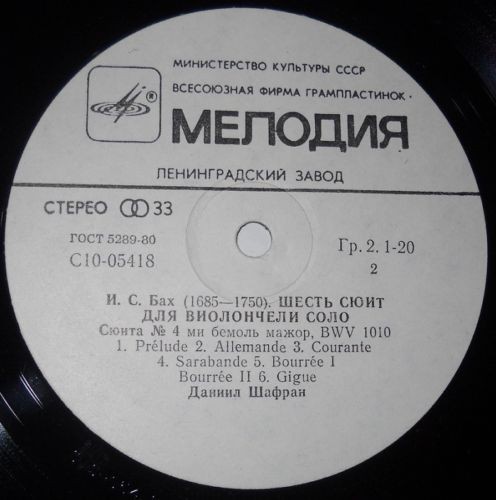 МИНИСТЕРСТВО КУЛЬТУРЫ СССР
ВСЕСОЮЗНАЯ ФИРМА ГРАМПЛАСТИНОК
®
МЕЛОДИЯ
ЛЕНИНГРАДСКИЙ ЗАВОД
СТЕРЕО 33
ГОСТ 5289-80
С10-05418
Гр. 2. 1-20
2
И. С. Бах (1685—1750). ШЕСТЬ СЮИТ
ДЛЯ ВИОЛОНЧЕЛИ СОЛО
Сюита № 4 ми бемоль мажор, BWV 1010
1. Prélude 2. Allemande 3. Courante
4. Sarabande 5. Bourrée I
Bourrée II 6. Gigue
Даниил Шафран